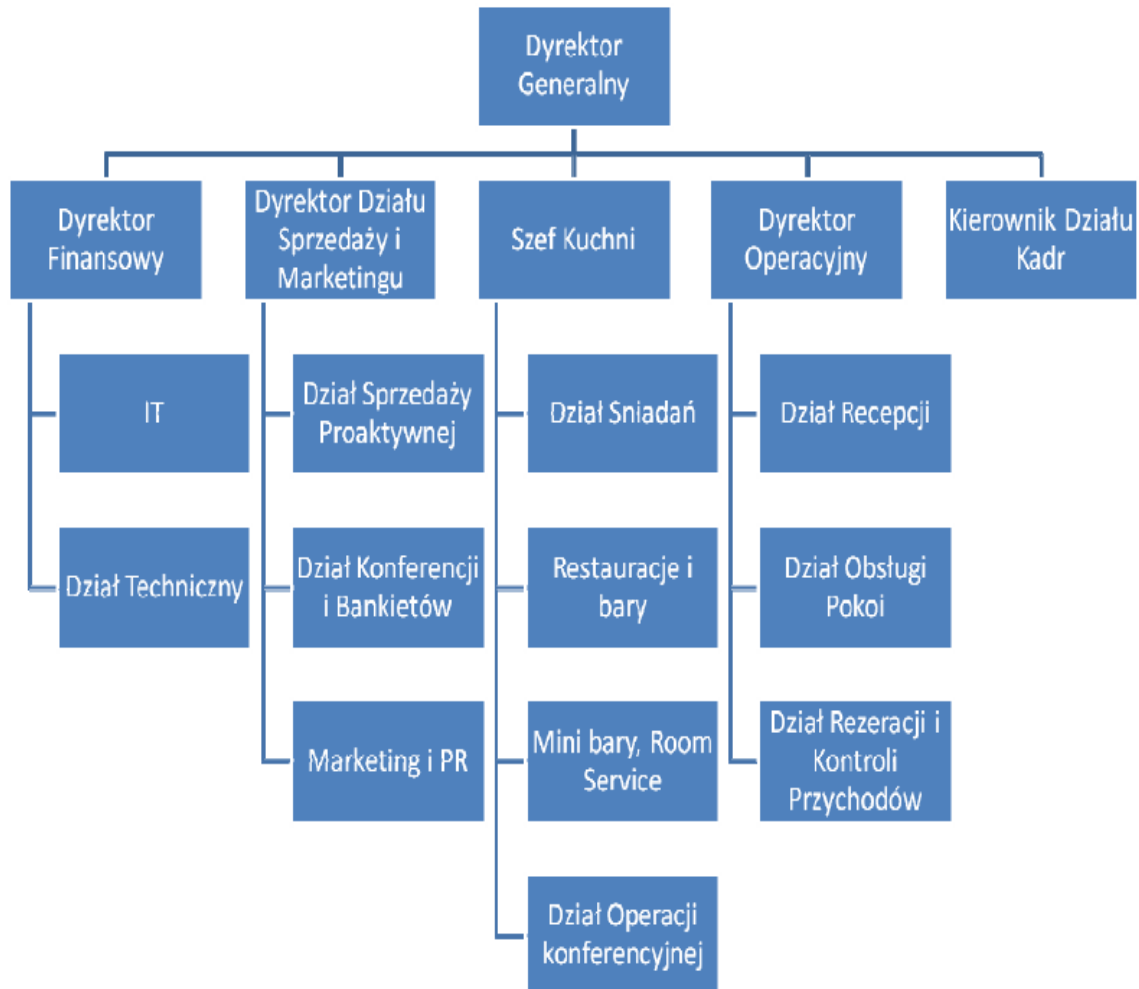 Dyrektor
Generalny
Dyrektor
Finansowy
Dyrektor Działu
Sprzedaży i
Marketingu
Szef Kuchni
Dyrektor
Operacyjny
Kierownik Działu
Kadr
IT
Dział Sprzedaży
Proaktywnej
Dział Sniadań
Dział Recepcji
Dział Techniczny
Dział Konferencji
i Bankietów
Restauracje i
bary
Dział Obsługi
Pokoi
Marketing i PR
Mini bary, Room
Service
Dział Rezeracji i
Kontroli
Przychodów
Dział Operacji
konferencyjnej